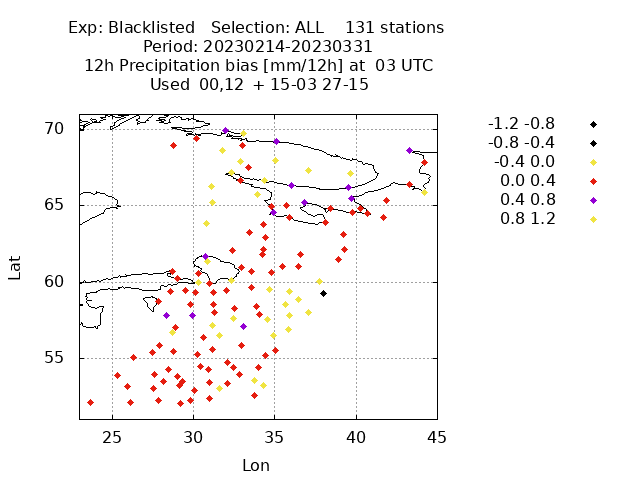 Exp: Blacklisted   Selection: ALL    131 stations
Period: 20230214-20230331
12h Precipitation bias [mm/12h] at  03 UTC
Used  00,12  + 15-03 27-15
70
65
60
55
25 30 35 40 45
Lat
Lon
-1.2 -0.8
-0.8 -0.4
-0.4 0.0
0.0 0.4
0.4 0.8
0.8 1.2